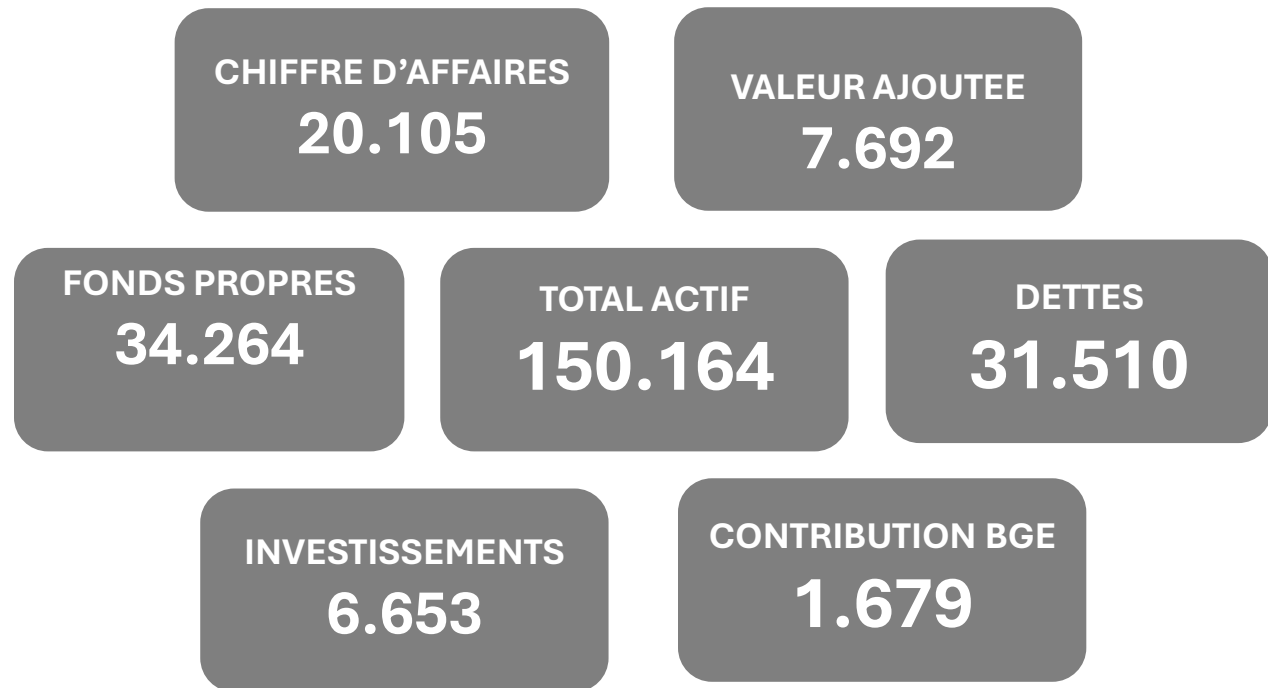 CHIFFRE D’AFFAIRES
20.105
VALEUR AJOUTEE
7.692
FONDS PROPRES
34.264
TOTAL ACTIF
150.164
DETTES
31.510
INVESTISSEMENTS
6.653
CONTRIBUTION BGE
1.679